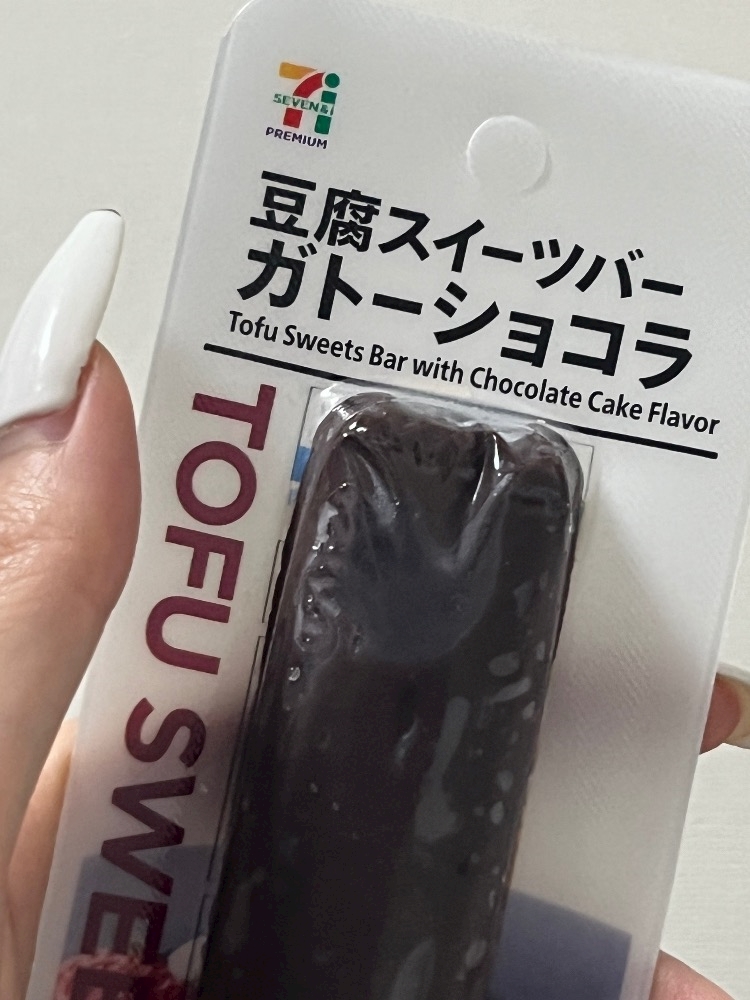 SEVEN&i
PREMIUM
豆腐スイーツバー
ガトーショコラ
Tofu Sweets Bar with Chocolate Cake Flavor
TOFU SWEE